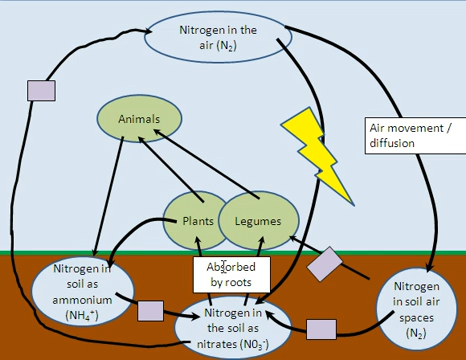 Nitrogen in the
air (N₂)
Animals
Air movement /
diffusion
Plants
Legumes
Absorbed
by roots
Nitrogen in
soil as
ammonium
(NH₄⁺)
Nitrogen in
the soil as
nitrates (N0₃⁻)
Nitrogen
in soil air
spaces
(N₂)